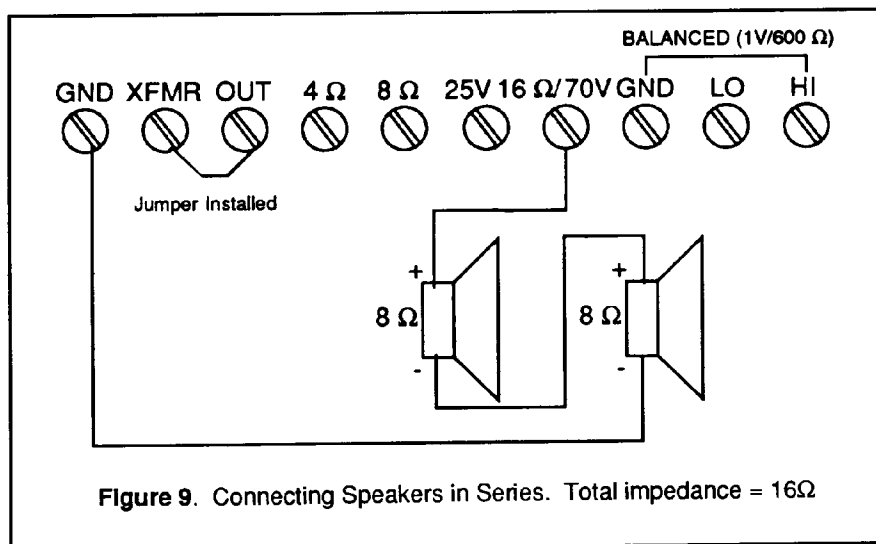 BALANCED (1V/600 Ω)
GND XFMR OUT 4 Ω 8 Ω 25V 16 Ω/70V GND LO HI
Jumper Installed
+ +
8 Ω 8 Ω
- -
Figure 9. Connecting Speakers in Series. Total impedance = 16Ω